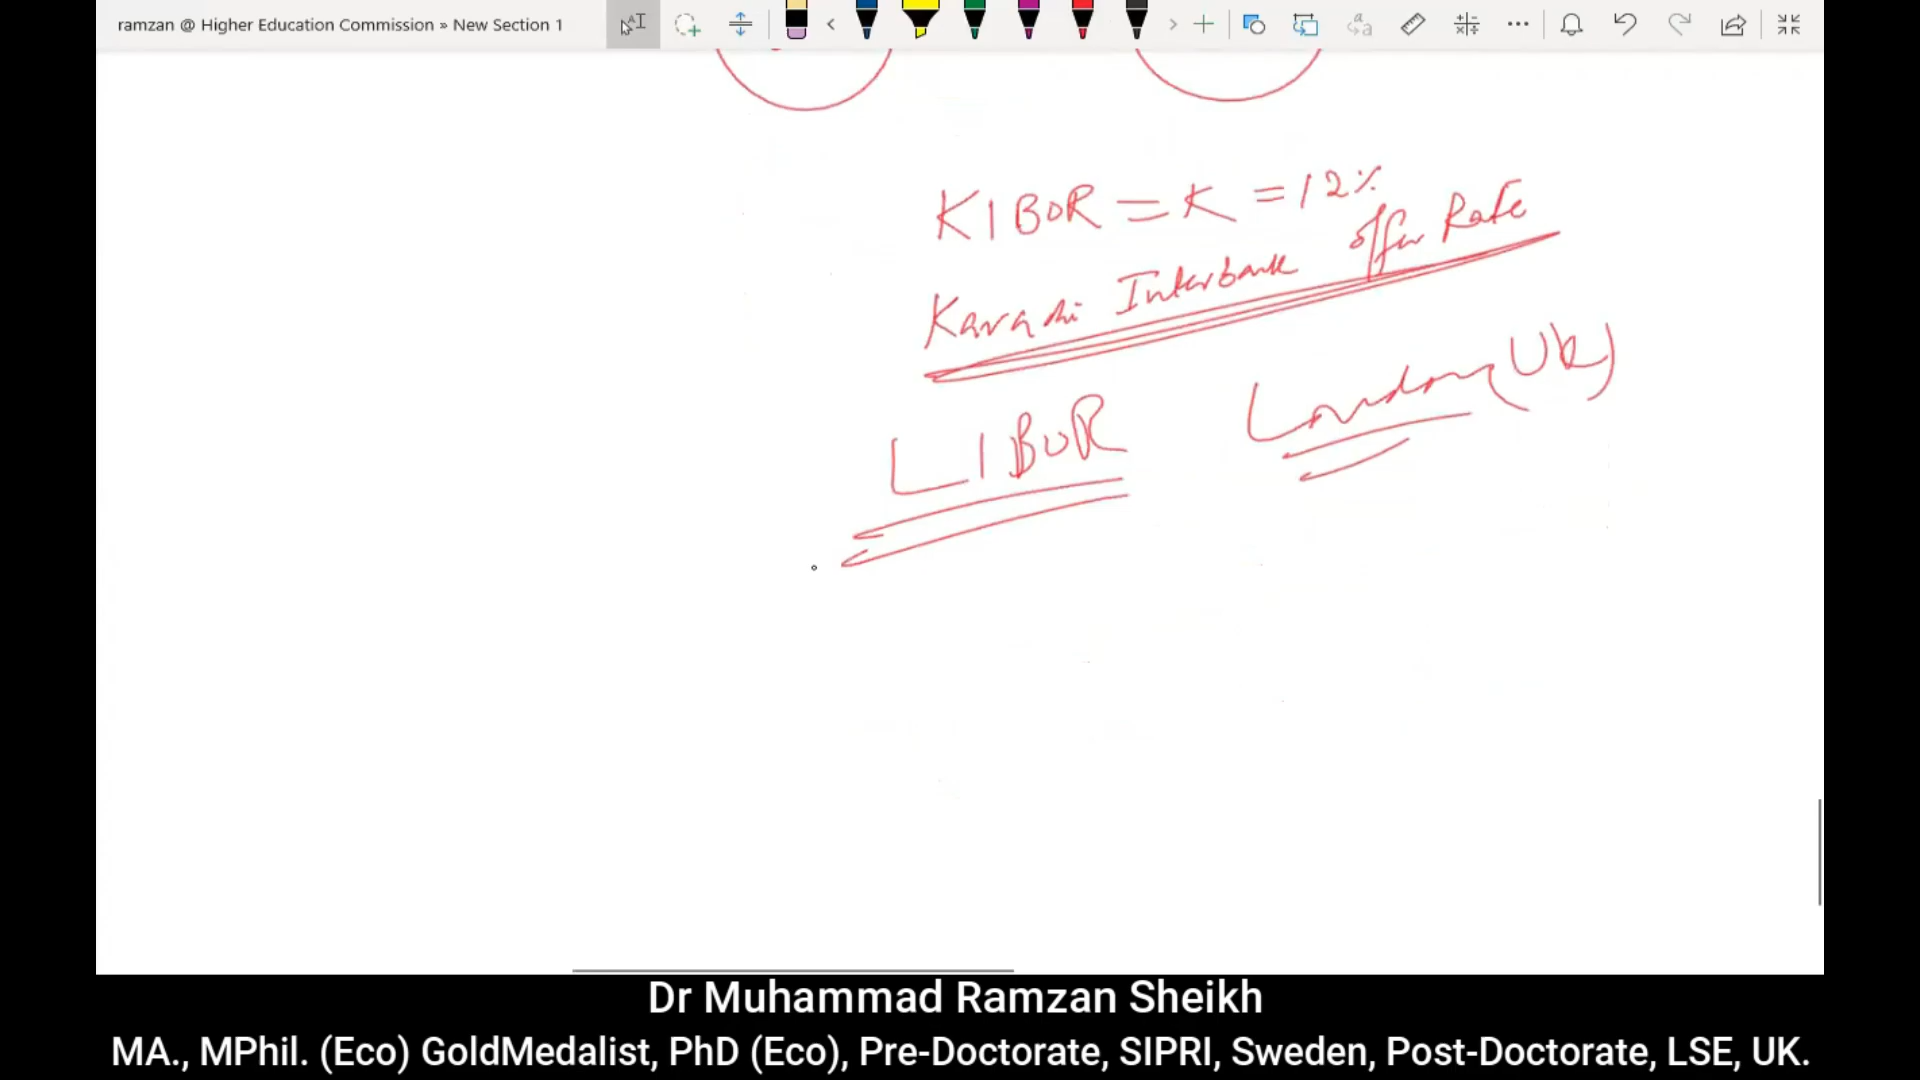 ramzan @ Higher Education Commission » New Section 1
KIBOR = K = 12%
Karachi Interbank offer Rate
LIBOR London (UK)
Dr Muhammad Ramzan Sheikh
MA., MPhil. (Eco) GoldMedalist, PhD (Eco), Pre-Doctorate, SIPRI, Sweden, Post-Doctorate, LSE, UK.